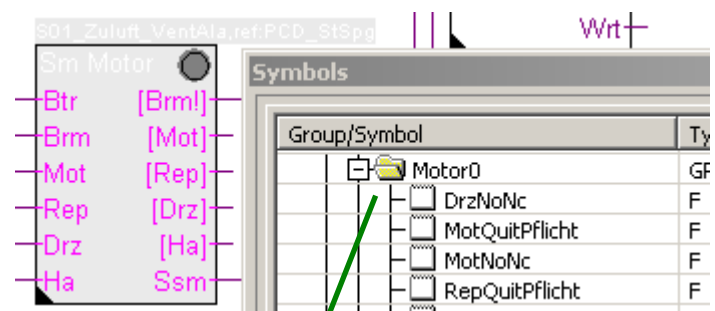 S01_Zuluft_VentAla,ref:PCD_StSpg
Wrt
Sm Motor
Btr [Brm!]
Brm [Mot]
Mot [Rep]
Rep [Drz]
Drz [Ha]
Ha Ssm
Symbols
Group/Symbol Ty
Motor0 GR
DrzNoNc F
MotQuitPflicht F
MotNoNc F
RepQuitPflicht F